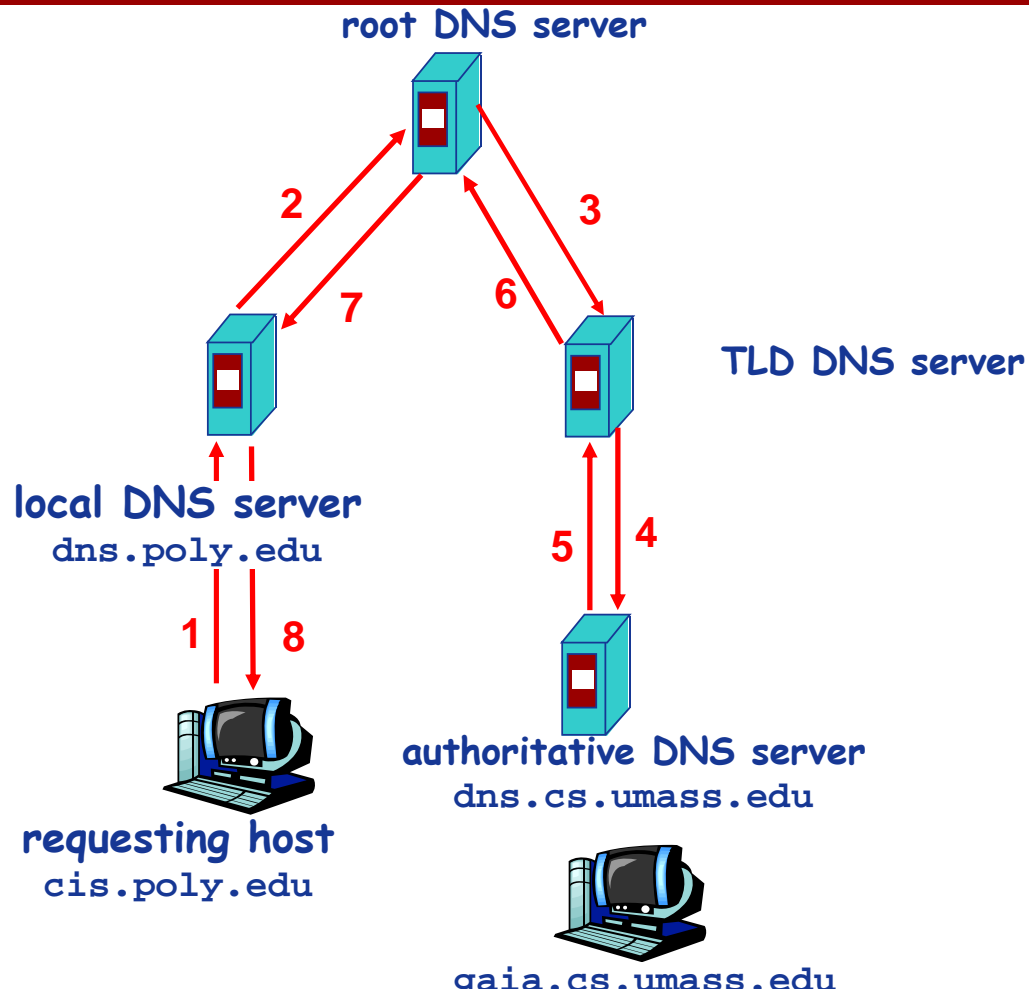 root DNS server
2
3
7
6
TLD DNS server
local DNS server
dns.poly.edu
5
4
1
8
authoritative DNS server
dns.cs.umass.edu
requesting host
cis.poly.edu
gaia.cs.umass.edu